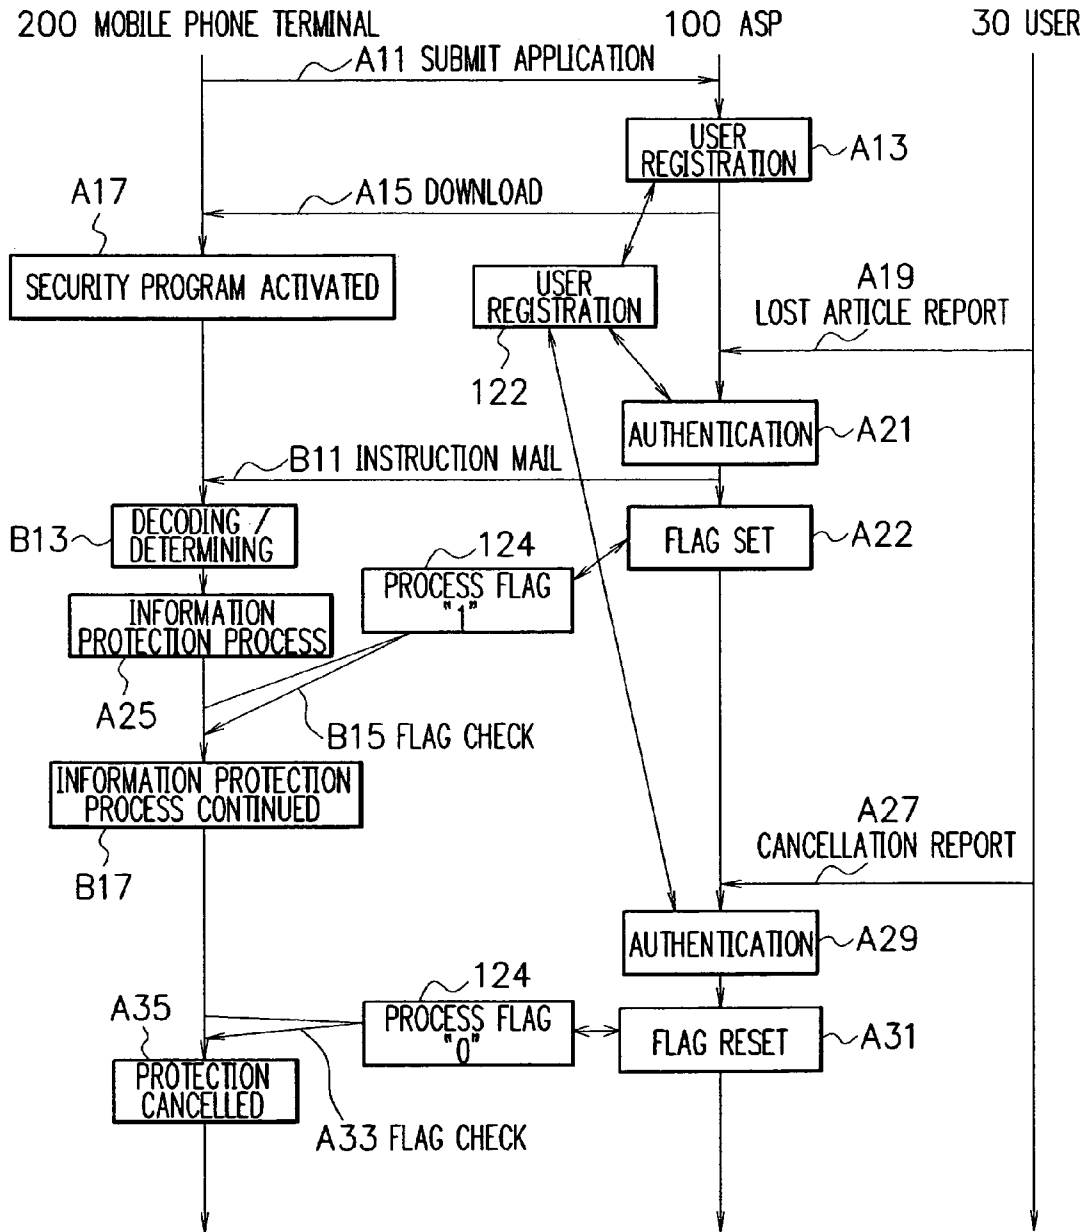 200 MOBILE PHONE TERMINAL
100 ASP
30 USER
A11 SUBMIT APPLICATION
USER
REGISTRATION
A13
A15 DOWNLOAD
A17
SECURITY PROGRAM ACTIVATED
USER
REGISTRATION
122
A19
LOST ARTICLE REPORT
AUTHENTICATION
A21
B11 INSTRUCTION MAIL
B13
DECODING /
DETERMINING
124
PROCESS FLAG
"1"
FLAG SET
A22
INFORMATION
PROTECTION PROCESS
A25
B15 FLAG CHECK
INFORMATION PROTECTION
PROCESS CONTINUED
B17
A27
CANCELLATION REPORT
AUTHENTICATION
A29
124
PROCESS FLAG
"0"
FLAG RESET
A31
A35
PROTECTION
CANCELLED
A33 FLAG CHECK